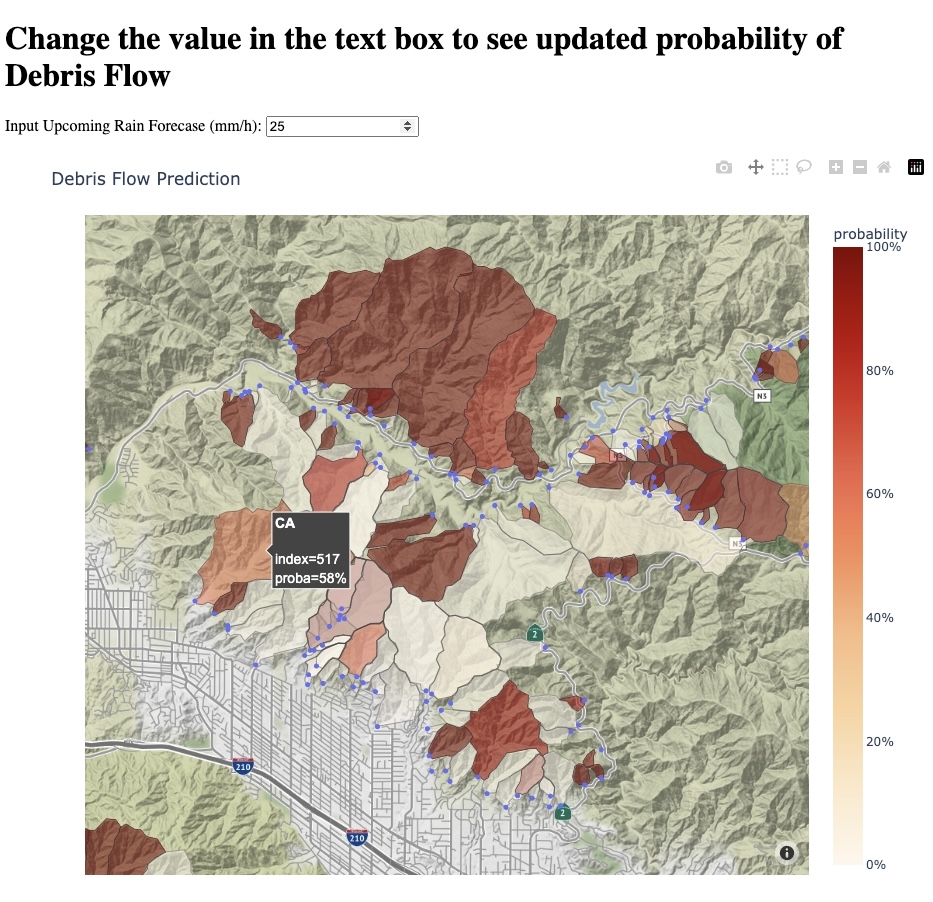 Change the value in the text box to see updated probability of
Debris Flow
Input Upcoming Rain Forecase (mm/h): 25
Debris Flow Prediction
probability
100%
80%
60%
40%
20%
0%
N3
N3
CA
index=517
proba=58%
2
210
2
210